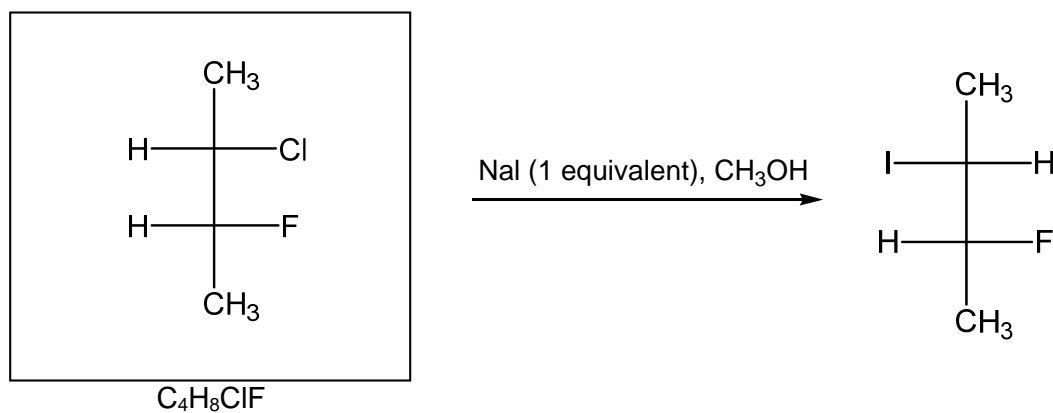 CH₃
H Cl
H F
CH₃
C₄H₈ClF
NaI (1 equivalent), CH₃OH
CH₃
I H
H F
CH₃